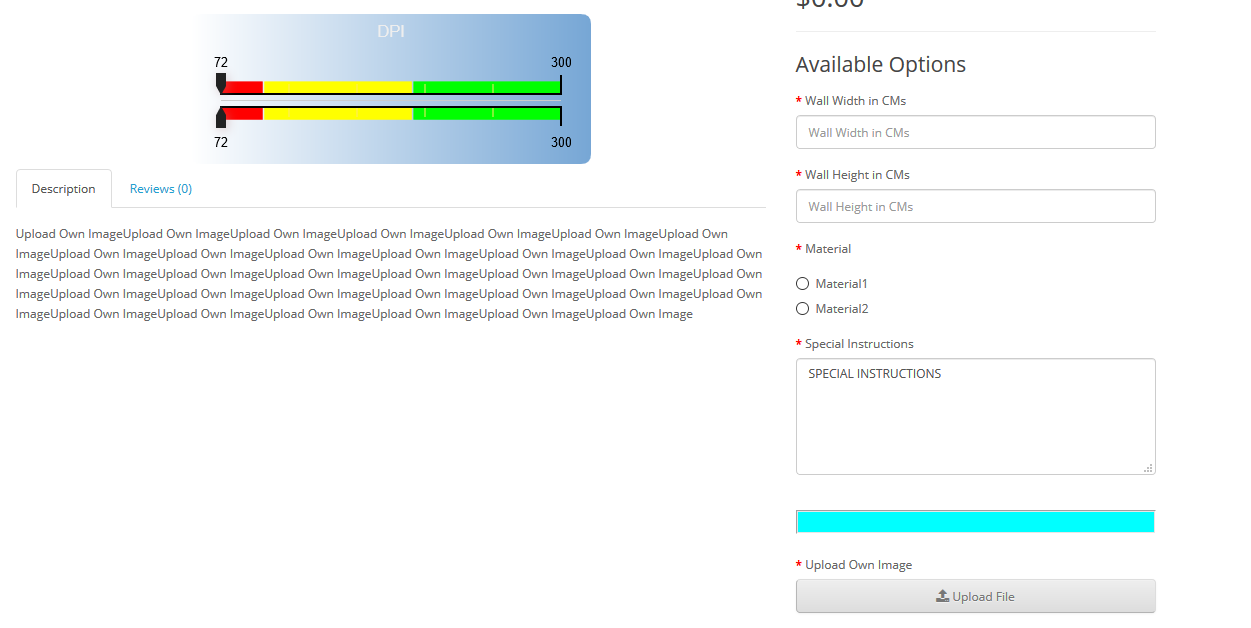 DPI
72 300
72 300
Description Reviews (0)
Upload Own ImageUpload Own ImageUpload Own ImageUpload Own ImageUpload Own ImageUpload Own ImageUpload Own
ImageUpload Own ImageUpload Own ImageUpload Own ImageUpload Own ImageUpload Own ImageUpload Own ImageUpload Own
ImageUpload Own ImageUpload Own ImageUpload Own ImageUpload Own ImageUpload Own ImageUpload Own ImageUpload Own
ImageUpload Own ImageUpload Own ImageUpload Own ImageUpload Own ImageUpload Own ImageUpload Own ImageUpload Own
ImageUpload Own ImageUpload Own ImageUpload Own ImageUpload Own ImageUpload Own ImageUpload Own Image
$0.00
Available Options
* Wall Width in CMs
Wall Width in CMs
* Wall Height in CMs
Wall Height in CMs
* Material
Material1
Material2
* Special Instructions
SPECIAL INSTRUCTIONS
* Upload Own Image
Upload File